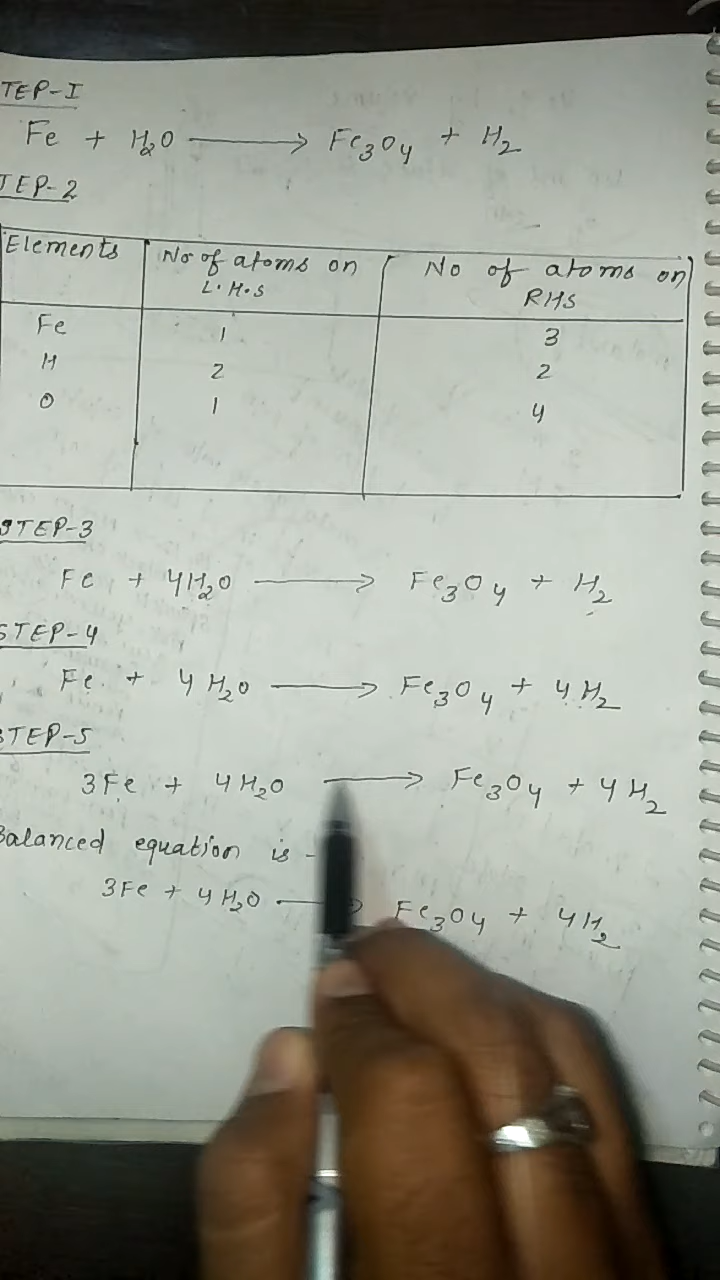 TEP-I
Fe + H₂O ⟶ Fe₃O₄ + H₂
TEP-2
Elements No of atoms on L.H.S No of atoms on RHS
Fe 1 3
H 2 2
O 1 4
STEP-3
Fe + 4H₂O ⟶ Fe₃O₄ + H₂
STEP-4
Fe + 4H₂O ⟶ Fe₃O₄ + 4H₂
STEP-5
3Fe + 4H₂O ⟶ Fe₃O₄ + 4H₂
Balanced equation is -
3Fe + 4H₂O ⟶ Fe₃O₄ + 4H₂